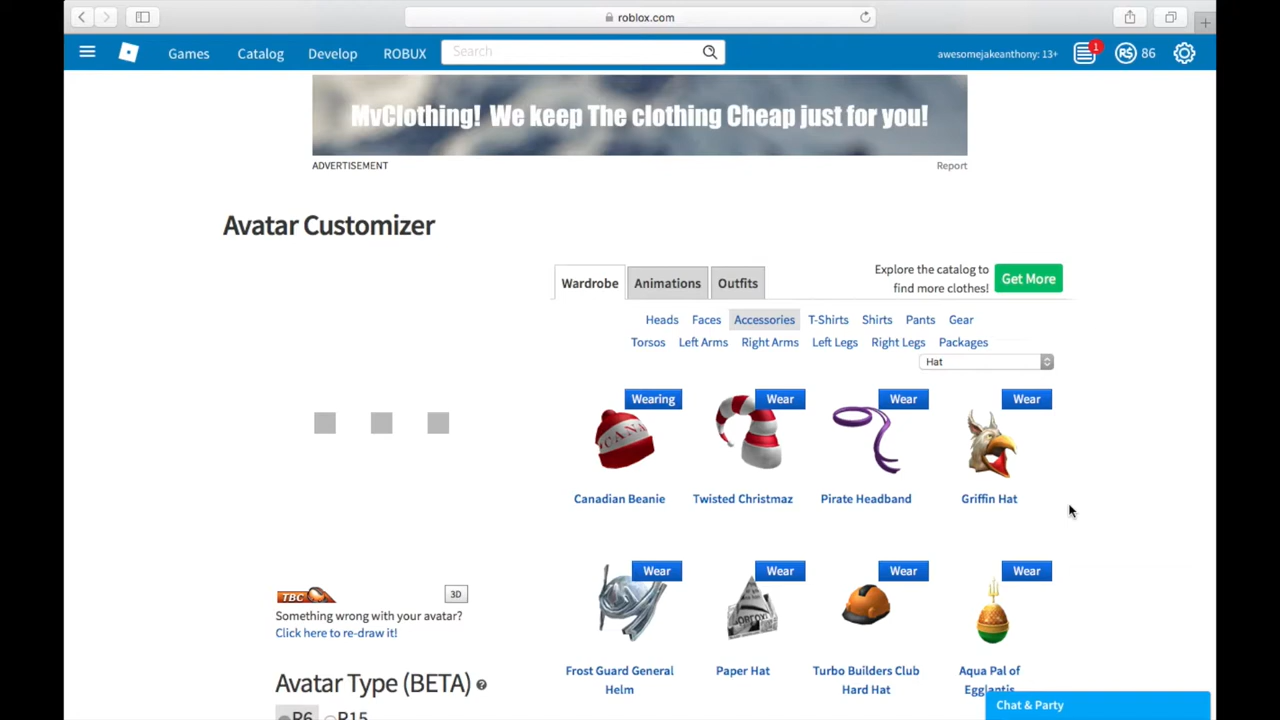 roblox.com
Games Catalog Develop ROBUX Search awesomejakeanthony: 13+ 1 R$ 86
MvClothing! We keep The clothing Cheap just for you!
ADVERTISEMENT Report
Avatar Customizer
Wardrobe Animations Outfits
Explore the catalog to
find more clothes!
Get More
Heads Faces Accessories T-Shirts Shirts Pants Gear
Torsos Left Arms Right Arms Left Legs Right Legs Packages
Hat
Wearing Wear Wear Wear
CANA
Canadian Beanie Twisted Christmaz Pirate Headband Griffin Hat
Wear Wear Wear Wear
ROBLOX!
Frost Guard General
Helm
Paper Hat
Turbo Builders Club
Hard Hat
Aqua Pal of
Egglantis
TBC 3D
Something wrong with your avatar?
Click here to re-draw it!
Avatar Type (BETA) ?
R6 R15
Chat & Party